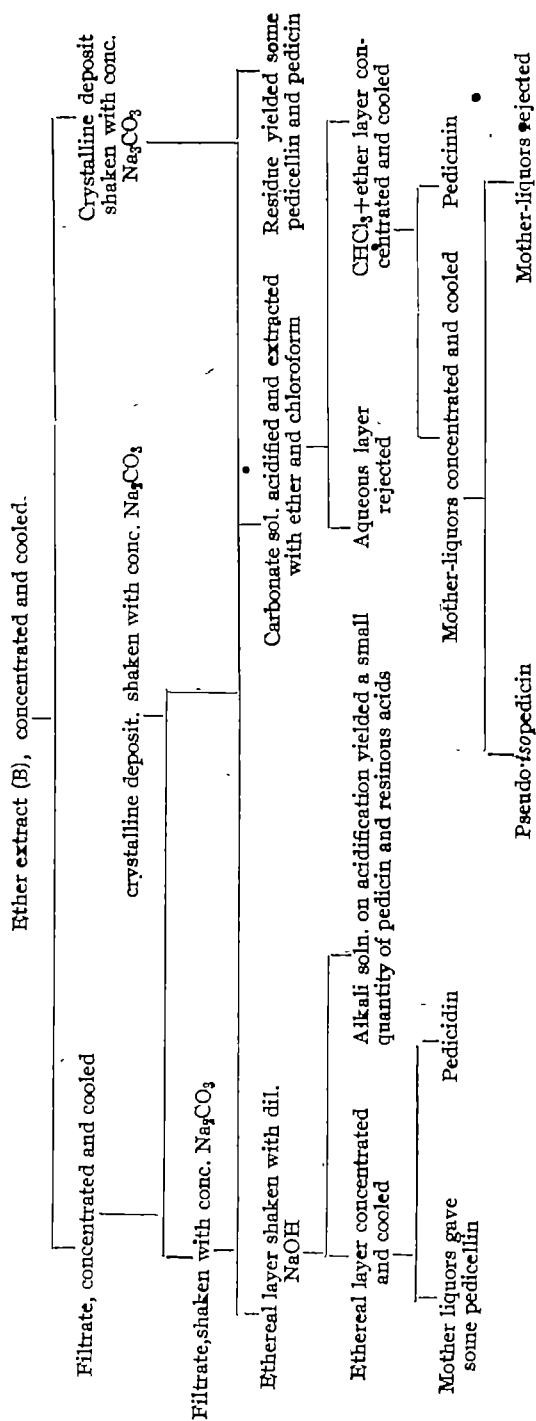 Ether extract (B), concentrated and cooled.
Filtrate, concentrated and cooled
Crystalline deposit
shaken with conc.
Na2CO3
crystalline deposit. shaken with conc. Na2CO3
Filtrate, shaken with conc. Na2CO3
Ethereal layer shaken with dil.
NaOH
Carbonate sol. acidified and extracted
with ether and chloroform
Residue yielded some
pedicellin and pedicin
Ethereal layer concentrated
and cooled
Alkali soln. on acidification yielded a small
quantity of pedicin and resinous acids
Aqueous layer
rejected
CHCl3+ether layer con-
centrated and cooled
Mother liquors gave
some pedicellin
Pedicidin
Mother-liquors concentrated and cooled
Pedicinin
Pseudo-isopedicin
Mother-liquors rejected